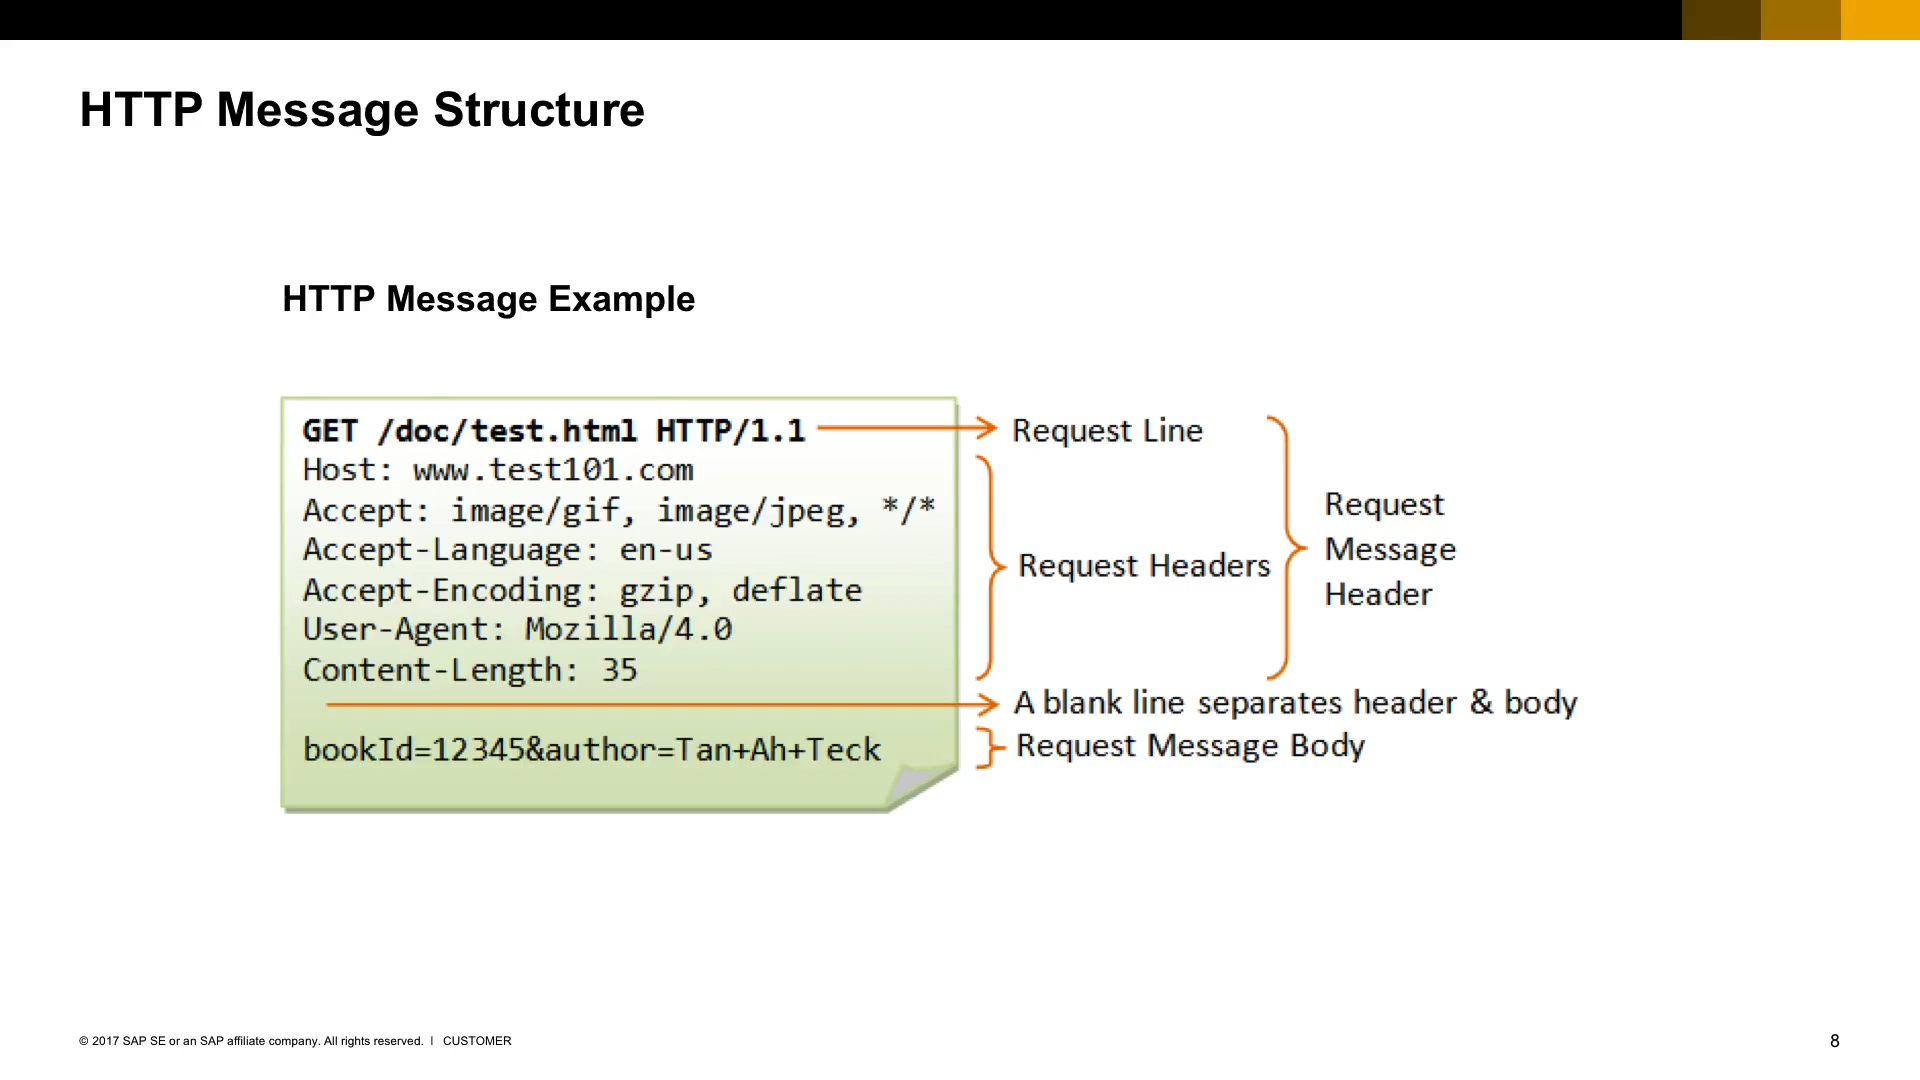 HTTP Message Structure
HTTP Message Example
GET /doc/test.html HTTP/1.1
Host: www.test101.com
Accept: image/gif, image/jpeg, */*
Accept-Language: en-us
Accept-Encoding: gzip, deflate
User-Agent: Mozilla/4.0
Content-Length: 35
bookId=12345&author=Tan+Ah+Teck
Request Line
Request Headers
Request
Message
Header
A blank line separates header & body
Request Message Body
© 2017 SAP SE or an SAP affiliate company. All rights reserved. | CUSTOMER
8